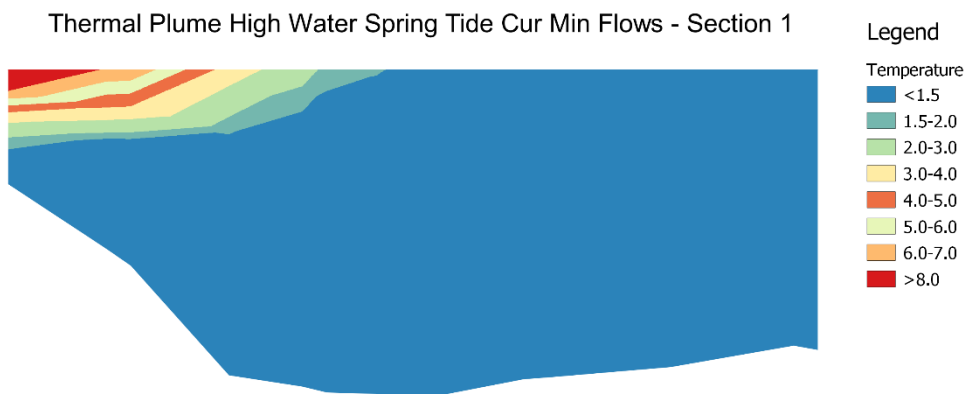 Thermal Plume High Water Spring Tide Cur Min Flows - Section 1
Legend
Temperature
<1.5
1.5-2.0
2.0-3.0
3.0-4.0
4.0-5.0
5.0-6.0
6.0-7.0
>8.0